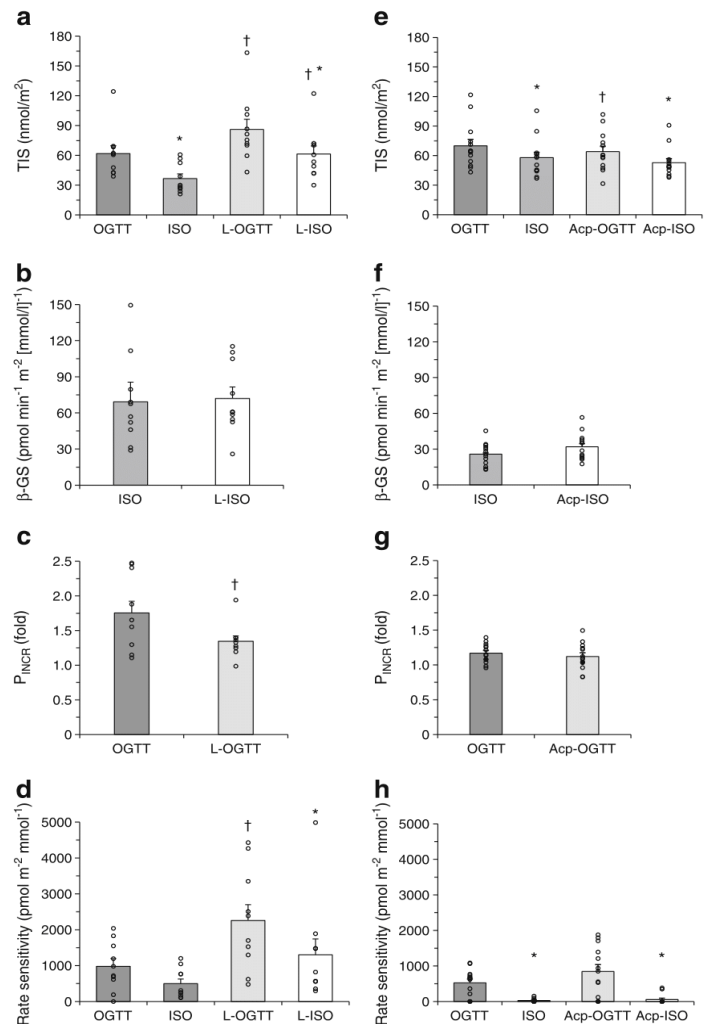 a
TIS (nmol/m²)
180
150
120
90
60
30
0
*
†
† *
OGTT ISO L-OGTT L-ISO
e
TIS (nmol/m²)
180
150
120
90
60
30
0
*
†
*
OGTT ISO Acp-OGTT Acp-ISO
b
β-GS (pmol min⁻¹ m⁻² [mmol/l]⁻¹)
150
120
90
60
30
0
ISO L-ISO
f
β-GS (pmol min⁻¹ m⁻² [mmol/l]⁻¹)
150
120
90
60
30
0
ISO Acp-ISO
c
P_INCR (fold)
2.5
2.0
1.5
1.0
0.5
0
†
OGTT L-OGTT
g
P_INCR (fold)
2.5
2.0
1.5
1.0
0.5
0
OGTT Acp-OGTT
d
Rate sensitivity (pmol m⁻² mmol⁻¹)
5000
4000
3000
2000
1000
0
†
*
OGTT ISO L-OGTT L-ISO
h
Rate sensitivity (pmol m⁻² mmol⁻¹)
5000
4000
3000
2000
1000
0
*
*
OGTT ISO Acp-OGTT Acp-ISO